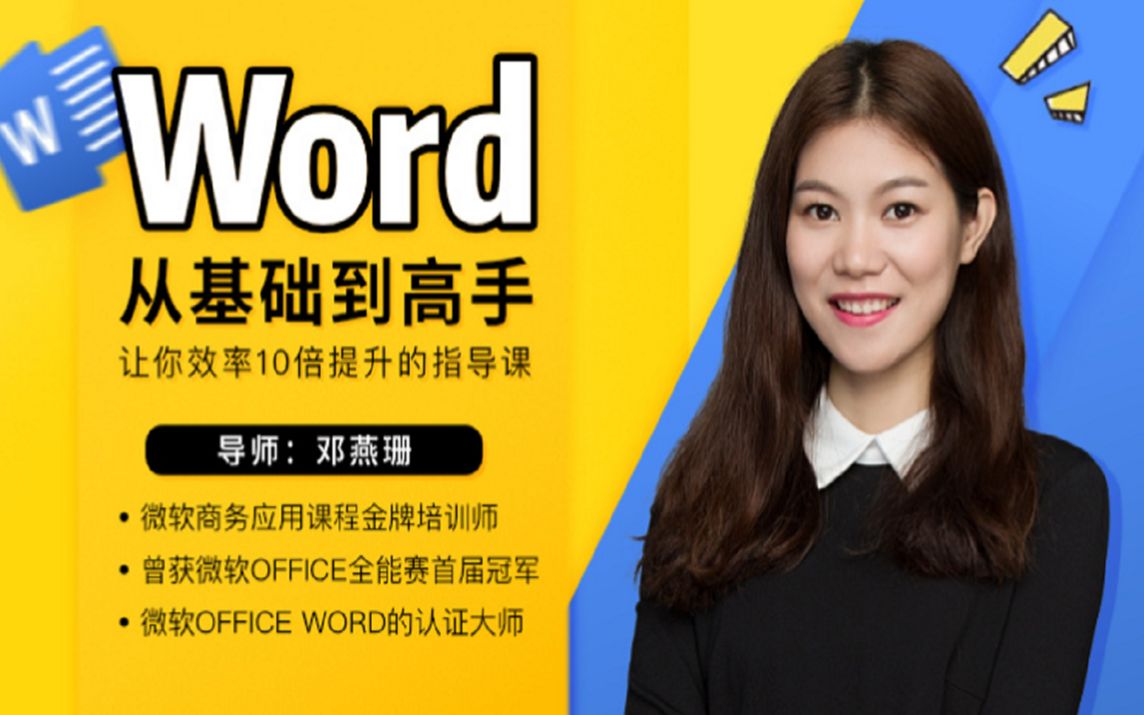 W
Word
从基础到高手
让你效率10倍提升的指导课
导师：邓燕珊
• 微软商务应用课程金牌培训师
• 曾获微软OFFICE全能赛首届冠军
• 微软OFFICE WORD的认证大师